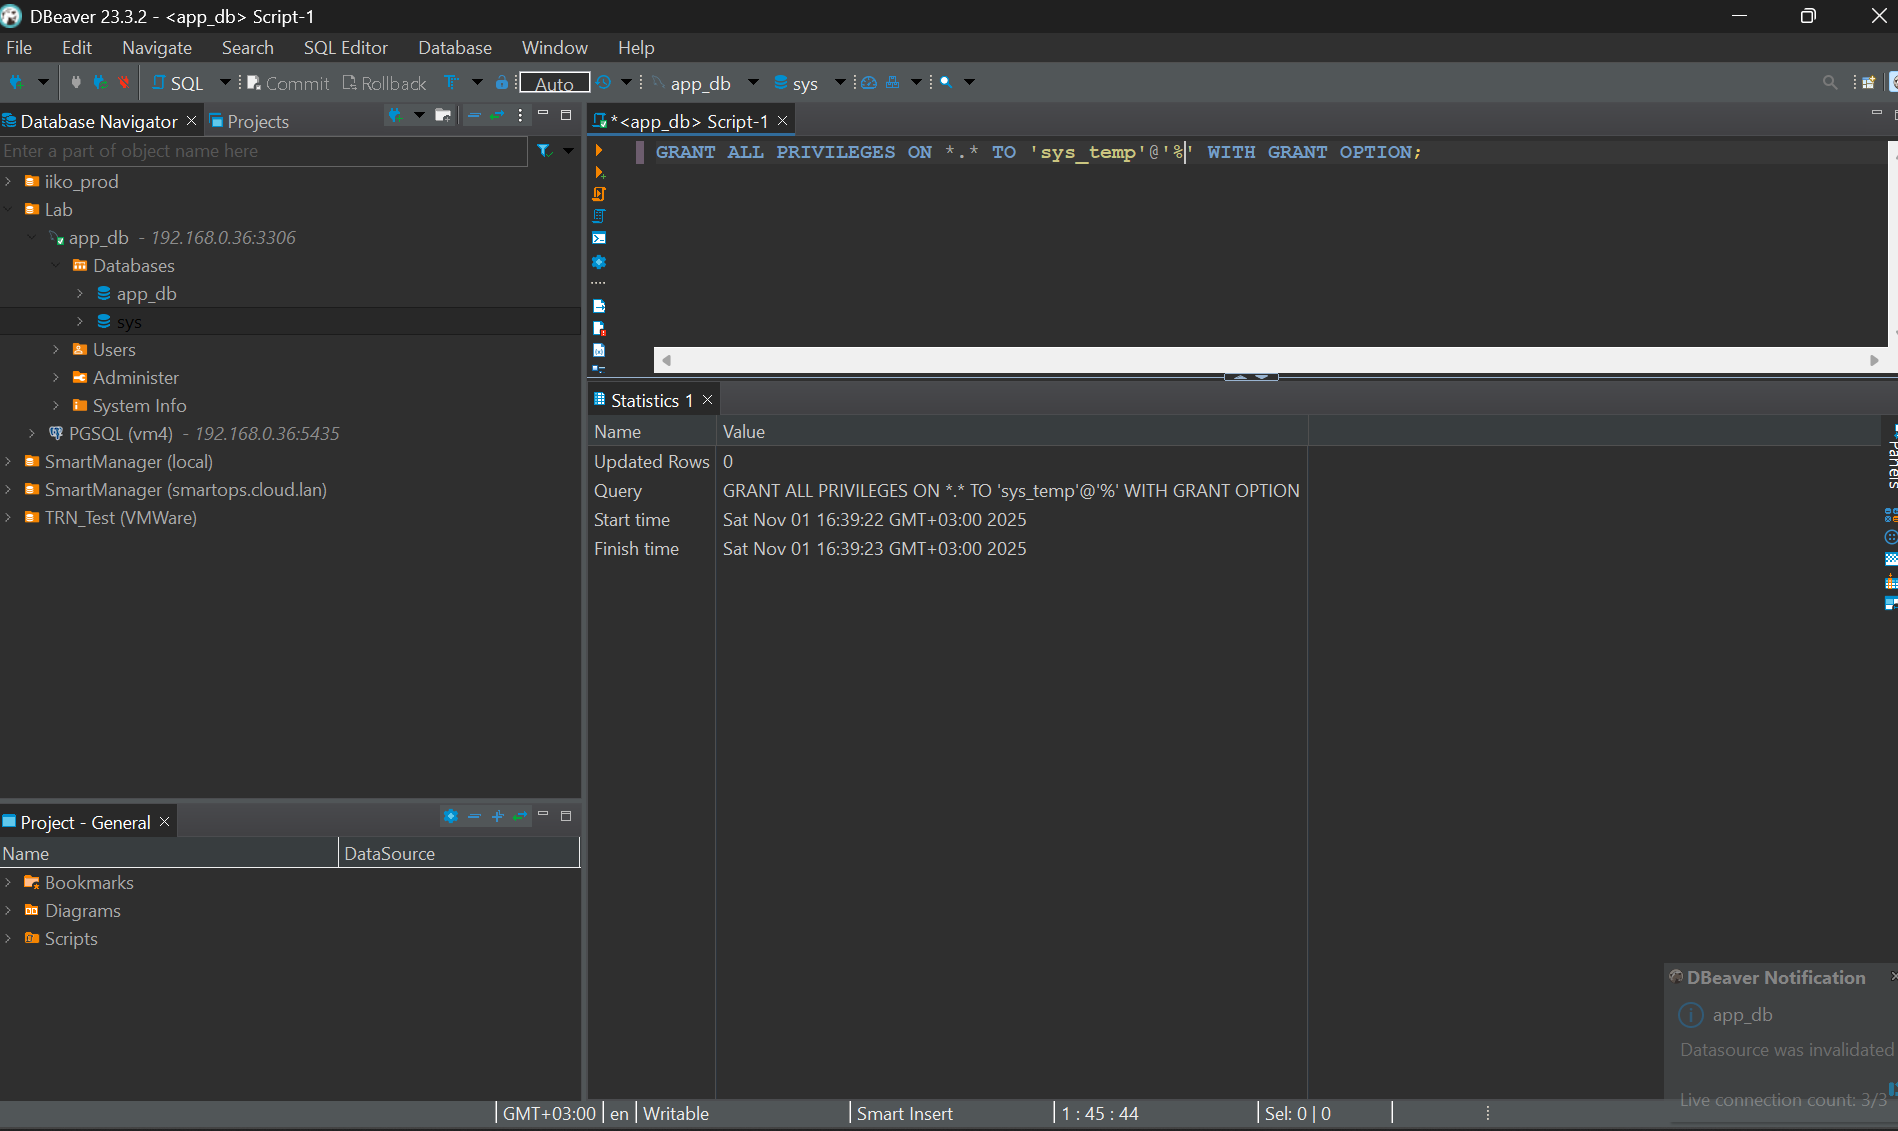 DBeaver 23.3.2 - <app_db> Script-1
File Edit Navigate Search SQL Editor Database Window Help
SQL Commit Rollback Auto app_db sys
Database Navigator Projects
Enter a part of object name here
iiko_prod
Lab
app_db - 192.168.0.36:3306
Databases
app_db
sys
Users
Administer
System Info
PGSQL (vm4) - 192.168.0.36:5435
SmartManager (local)
SmartManager (smartops.cloud.lan)
TRN_Test (VMWare)
Project - General
Name DataSource
Bookmarks
Diagrams
Scripts
*<app_db> Script-1
GRANT ALL PRIVILEGES ON *.* TO 'sys_temp'@'%' WITH GRANT OPTION;
Statistics 1
Name Value
Updated Rows 0
Query GRANT ALL PRIVILEGES ON *.* TO 'sys_temp'@'%' WITH GRANT OPTION
Start time Sat Nov 01 16:39:22 GMT+03:00 2025
Finish time Sat Nov 01 16:39:23 GMT+03:00 2025
Panels
DBeaver Notification
app_db
Datasource was invalidated
Live connection count: 3/3
GMT+03:00 en Writable Smart Insert 1 : 45 : 44 Sel: 0 | 0